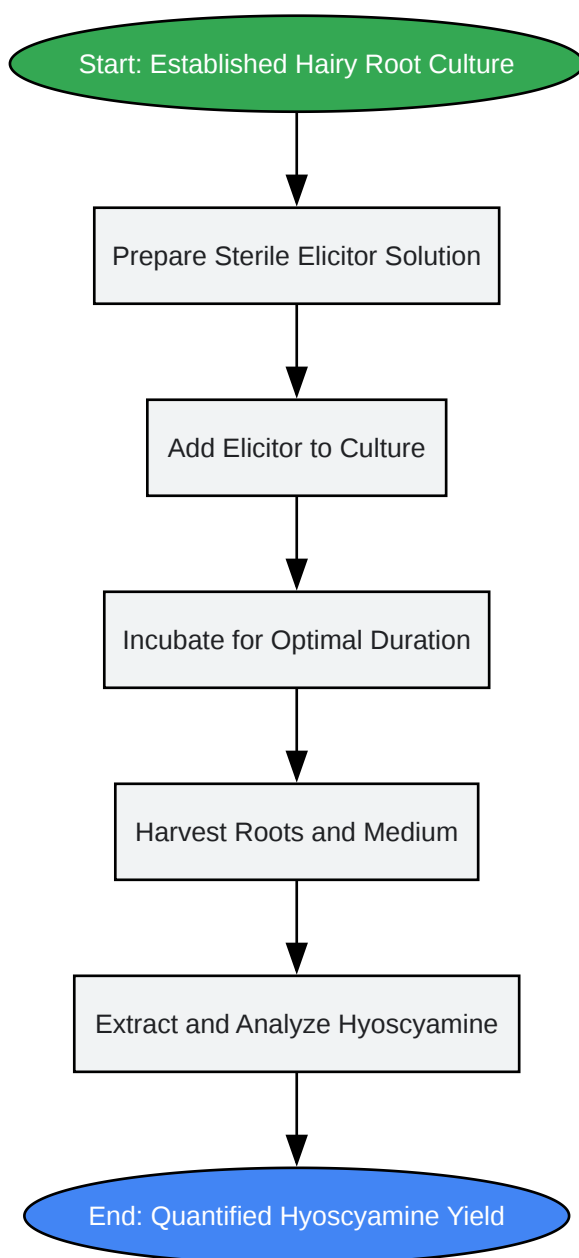 Start: Established Hairy Root Culture
Prepare Sterile Elicitor Solution
Add Elicitor to Culture
Incubate for Optimal Duration
Harvest Roots and Medium
Extract and Analyze Hyoscyamine
End: Quantified Hyoscyamine Yield